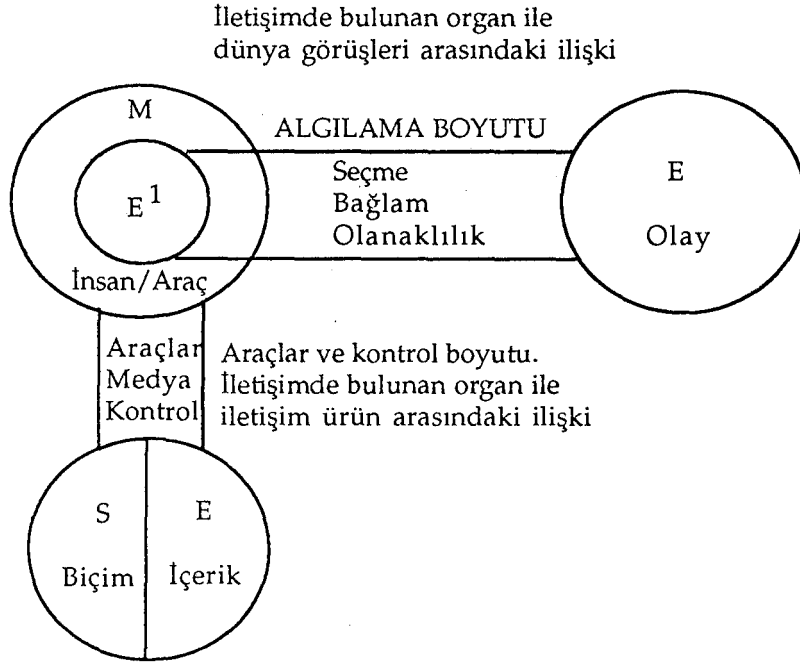 İletişimde bulunan organ ile
dünya görüşleri arasındaki ilişki
M
E¹
İnsan/Araç
ALGILAMA BOYUTU
Seçme
Bağlam
Olanaklılık
E
Olay
Araçlar
Medya
Kontrol
Araçlar ve kontrol boyutu.
İletişimde bulunan organ ile
iletişim ürün arasındaki ilişki
S
Biçim
E
İçerik